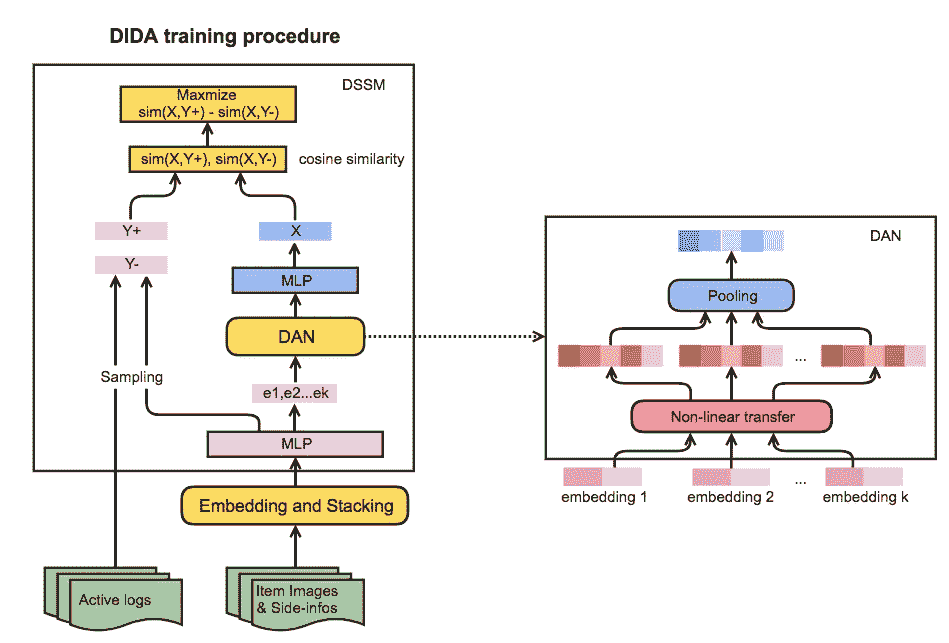 DIDA training procedure
DSSM
Maxmize
sim(X,Y+) - sim(X,Y-)
sim(X,Y+), sim(X,Y-)
cosine similarity
Y+
X
Y-
MLP
DAN
Sampling
e1,e2...ek
MLP
Embedding and Stacking
Active logs
Item Images
& Side-infos
DAN
Pooling
...
Non-linear transfer
...
embedding 1
embedding 2
embedding k